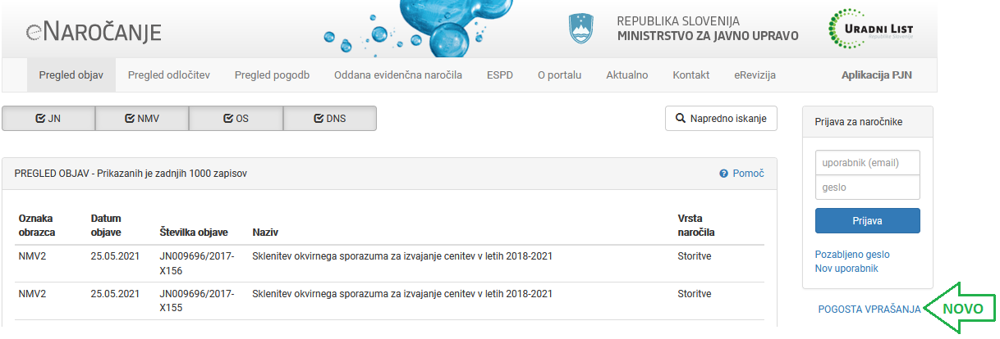 eNAROČANJE
REPUBLIKA SLOVENIJA
MINISTRSTVO ZA JAVNO UPRAVO
URADNI LIST
Republike Slovenije
Pregled objav Pregled odločitev Pregled pogodb Oddana evidenčna naročila ESPD O portalu Aktualno Kontakt eRevizija Aplikacija PJN
JN NMV OS DNS Napredno iskanje
Prijava za naročnike
PREGLED OBJAV - Prikazanih je zadnjih 1000 zapisov Pomoč
uporabnik (email)
geslo
Prijava
Pozabljeno geslo
Nov uporabnik
Oznaka obrazca Datum objave Številka objave Naziv Vrsta naročila
NMV2 25.05.2021 JN009696/2017-X156 Sklenitev okvirnega sporazuma za izvajanje cenitev v letih 2018-2021 Storitve
NMV2 25.05.2021 JN009696/2017-X155 Sklenitev okvirnega sporazuma za izvajanje cenitev v letih 2018-2021 Storitve
POGOSTA VPRAŠANJA NOVO